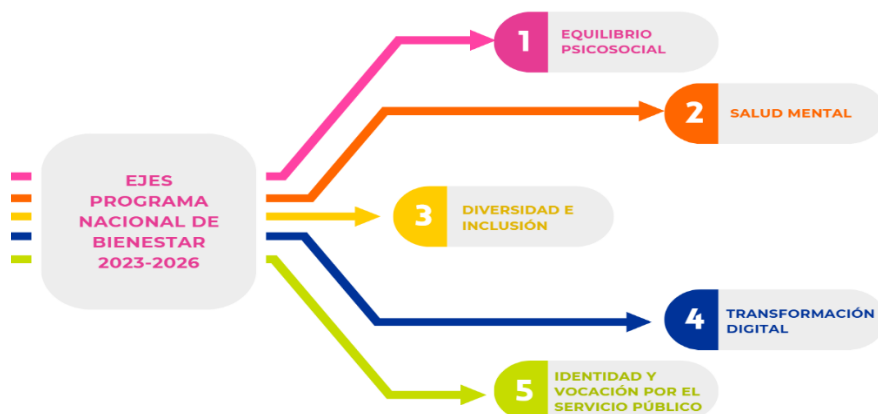 EJES
PROGRAMA
NACIONAL DE
BIENESTAR
2023-2026
1
EQUILIBRIO
PSICOSOCIAL
2
SALUD MENTAL
3
DIVERSIDAD E
INCLUSIÓN
4
TRANSFORMACIÓN
DIGITAL
5
IDENTIDAD Y
VOCACIÓN POR EL
SERVICIO PÚBLICO